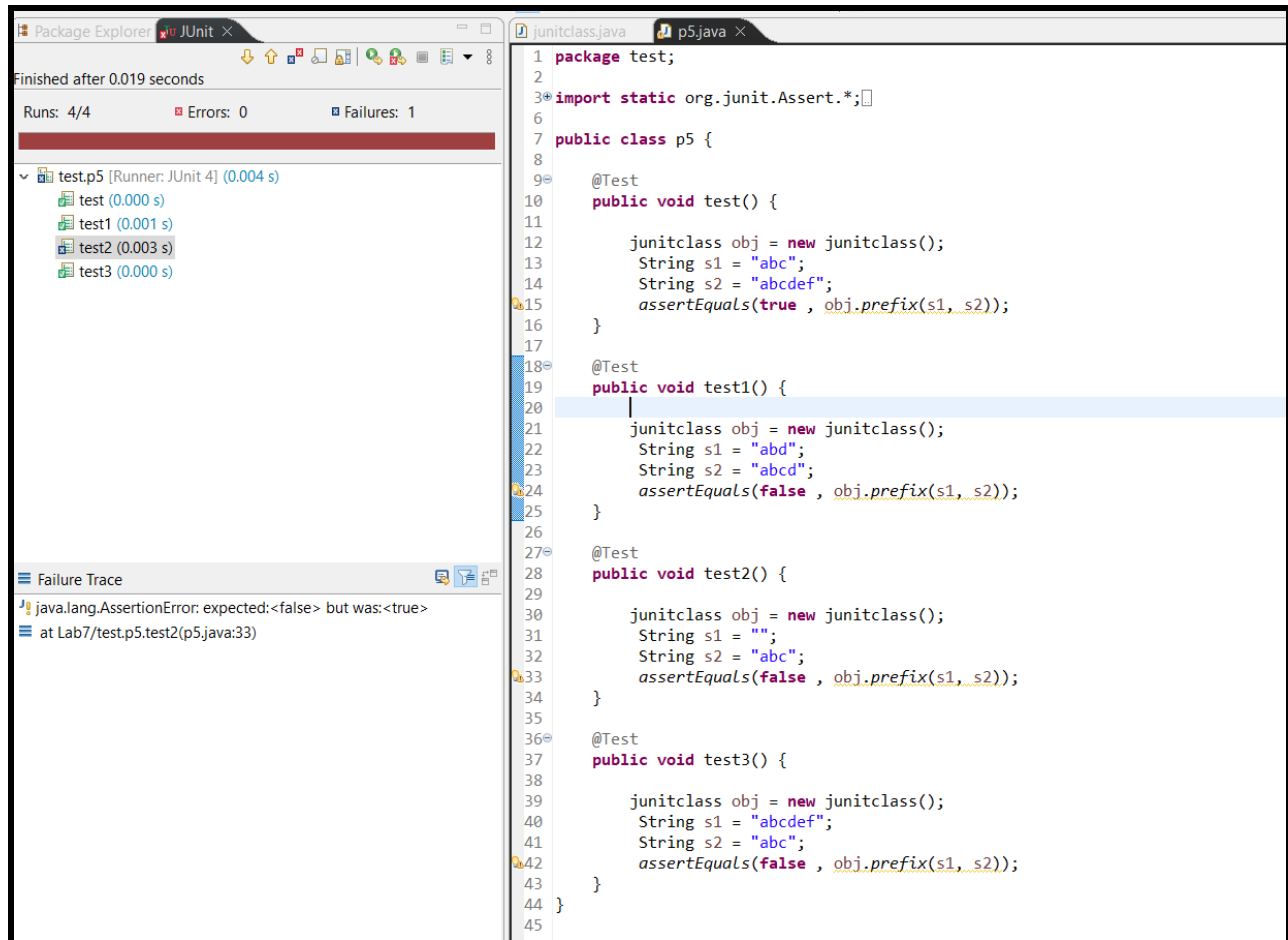 Package Explorer JUnit
Finished after 0.019 seconds
Runs: 4/4 Errors: 0 Failures: 1
test.p5 [Runner: JUnit 4] (0.004 s)
test (0.000 s)
test1 (0.001 s)
test2 (0.003 s)
test3 (0.000 s)
Failure Trace
java.lang.AssertionError: expected:<false> but was:<true>
at Lab7/test.p5.test2(p5.java:33)
junitclass.java p5.java
1 package test;
2
3 import static org.junit.Assert.*;
6
7 public class p5 {
8
9 @Test
10 public void test() {
11
12 junitclass obj = new junitclass();
13 String s1 = "abc";
14 String s2 = "abcdef";
15 assertEquals(true , obj.prefix(s1, s2));
16 }
17
18 @Test
19 public void test1() {
20
21 junitclass obj = new junitclass();
22 String s1 = "abd";
23 String s2 = "abcd";
24 assertEquals(false , obj.prefix(s1, s2));
25 }
26
27 @Test
28 public void test2() {
29
30 junitclass obj = new junitclass();
31 String s1 = "";
32 String s2 = "abc";
33 assertEquals(false , obj.prefix(s1, s2));
34 }
35
36 @Test
37 public void test3() {
38
39 junitclass obj = new junitclass();
40 String s1 = "abcdef";
41 String s2 = "abc";
42 assertEquals(false , obj.prefix(s1, s2));
43 }
44 }
45